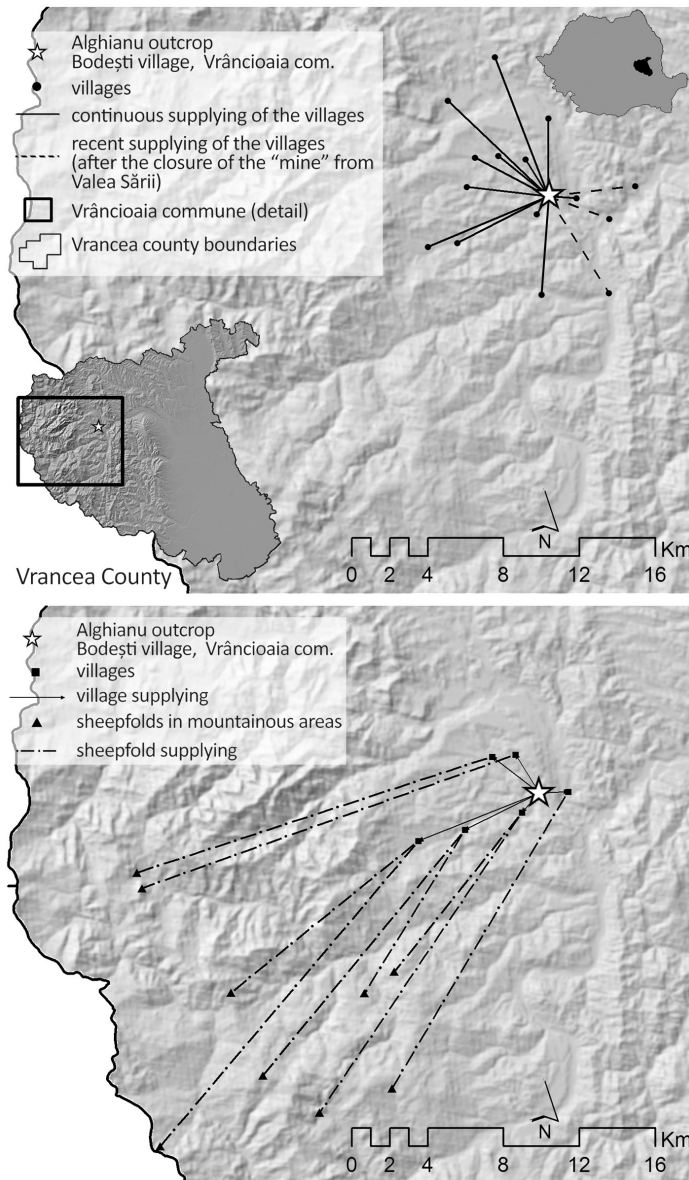 Alghianu outcrop
Bodești village, Vrâncioaia com.
villages
continuous supplying of the villages
recent supplying of the villages
(after the closure of the “mine” from
Valea Sării)
Vrâncioaia commune (detail)
Vrancea county boundaries
Vrancea County
N
Km
0 2 4 8 12 16
Alghianu outcrop
Bodești village, Vrâncioaia com.
villages
village supplying
sheepfolds in mountainous areas
sheepfold supplying
N
Km
0 2 4 8 12 16